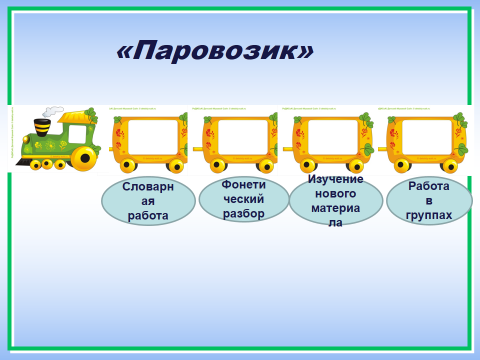 «Паровозик»
Словарн
ая
работа
Фонети
ческий
разбор
Изучение
нового
материа
ла
Работа
в
группах